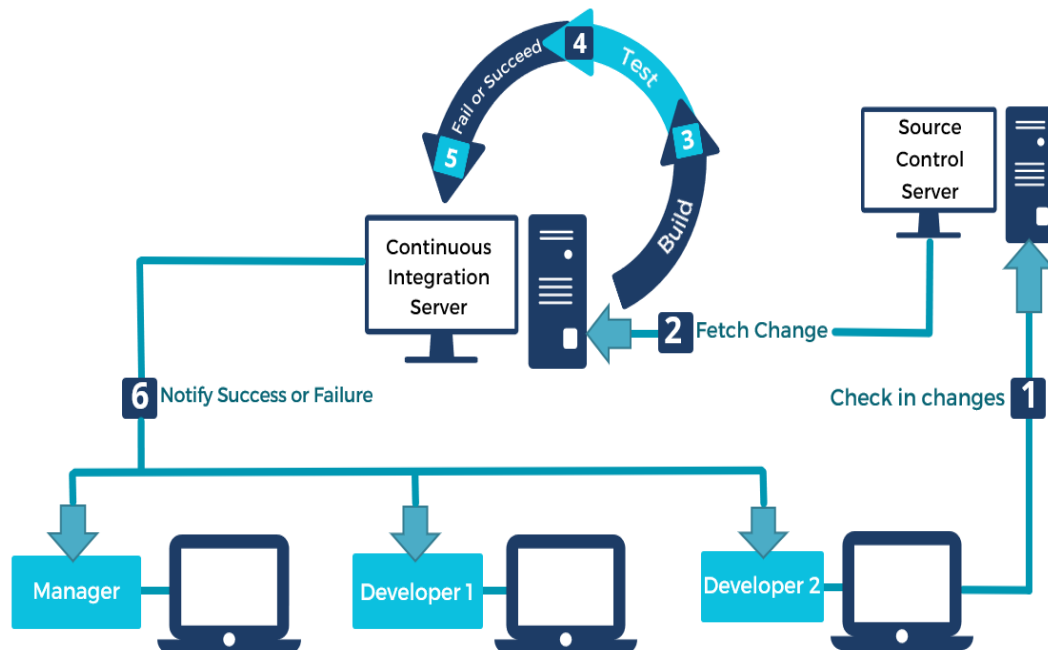 4
Test
Fail or Succeed
3
5
Build
Source
Control
Server
Continuous
Integration
Server
2 Fetch Change
6 Notify Success or Failure
Check in changes 1
Manager
Developer 1
Developer 2